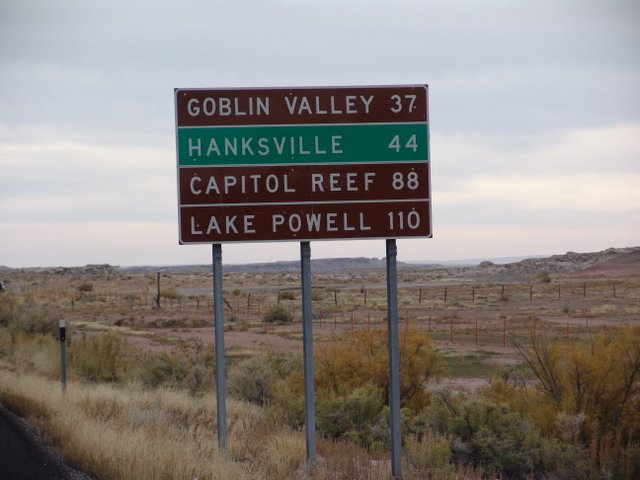 GOBLIN VALLEY 37
HANKSVILLE 44
CAPITOL REEF 88
LAKE POWELL 110